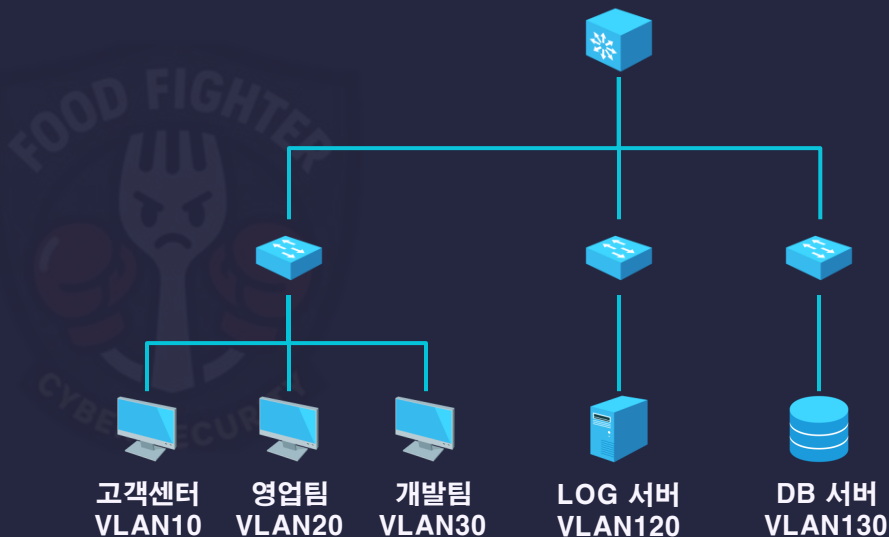 FOOD FIGHTER
CYBER SECURITY
고객센터
VLAN10
영업팀
VLAN20
개발팀
VLAN30
LOG 서버
VLAN120
DB 서버
VLAN130